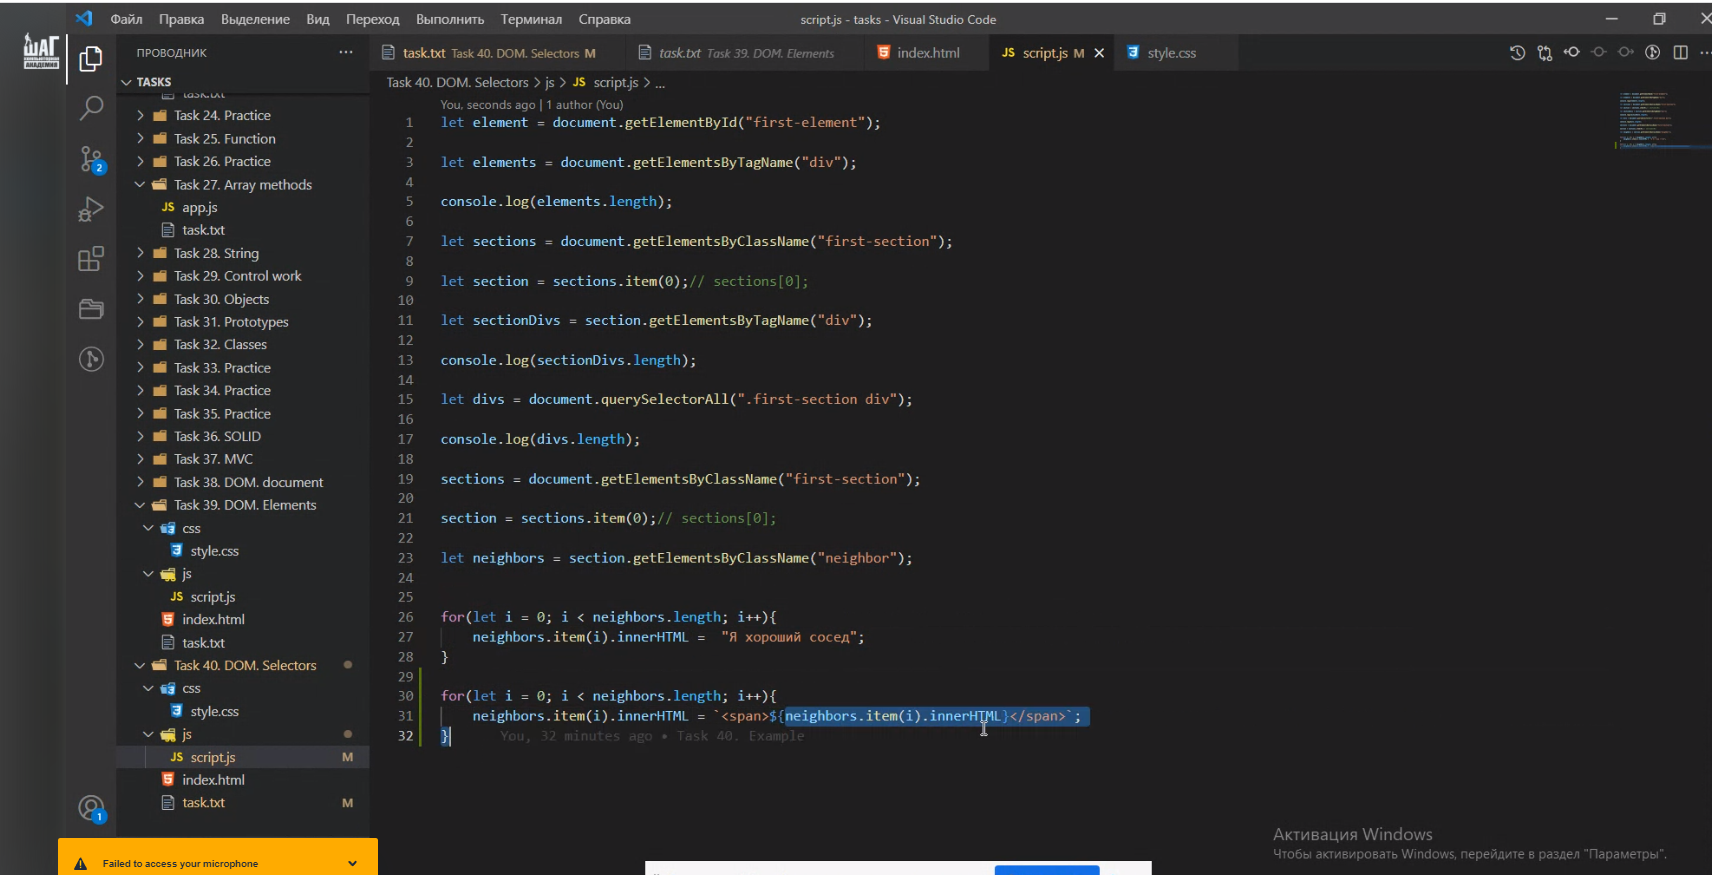 Файл Правка Выделение Вид Переход Выполнить Терминал Справка
script.js - tasks - Visual Studio Code
ШАГ
КОМПЬЮТЕРНАЯ
АКАДЕМИЯ
ПРОВОДНИК
task.txt Task 40. DOM. Selectors M
task.txt Task 39. DOM. Elements
index.html
JS script.js M
style.css
TASKS
task.txt
Task 24. Practice
Task 25. Function
Task 26. Practice
Task 27. Array methods
JS app.js
task.txt
Task 28. String
Task 29. Control work
Task 30. Objects
Task 31. Prototypes
Task 32. Classes
Task 33. Practice
Task 34. Practice
Task 35. Practice
Task 36. SOLID
Task 37. MVC
Task 38. DOM. document
Task 39. DOM. Elements
css
style.css
js
JS script.js
index.html
task.txt
Task 40. DOM. Selectors
css
style.css
js
JS script.js M
index.html
task.txt M
2
1
Task 40. DOM. Selectors > js > JS script.js > ...
You, seconds ago | 1 author (You)
1 let element = document.getElementById("first-element");
2
3 let elements = document.getElementsByTagName("div");
4
5 console.log(elements.length);
6
7 let sections = document.getElementsByClassName("first-section");
8
9 let section = sections.item(0);// sections[0];
10
11 let sectionDivs = section.getElementsByTagName("div");
12
13 console.log(sectionDivs.length);
14
15 let divs = document.querySelectorAll(".first-section div");
16
17 console.log(divs.length);
18
19 sections = document.getElementsByClassName("first-section");
20
21 section = sections.item(0);// sections[0];
22
23 let neighbors = section.getElementsByClassName("neighbor");
24
25
26 for(let i = 0; i < neighbors.length; i++){
27 neighbors.item(i).innerHTML = "Я хороший сосед";
28 }
29
30 for(let i = 0; i < neighbors.length; i++){
31 neighbors.item(i).innerHTML = `<span>${neighbors.item(i).innerHTML}</span>`;
32 } You, 32 minutes ago • Task 40. Example
Активация Windows
Чтобы активировать Windows, перейдите в раздел "Параметры".
Failed to access your microphone